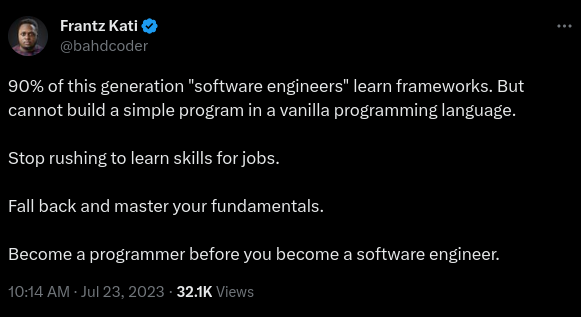 Frantz Kati
@bahdcoder
90% of this generation "software engineers" learn frameworks. But
cannot build a simple program in a vanilla programming language.
Stop rushing to learn skills for jobs.
Fall back and master your fundamentals.
Become a programmer before you become a software engineer.
10:14 AM · Jul 23, 2023 · 32.1K Views